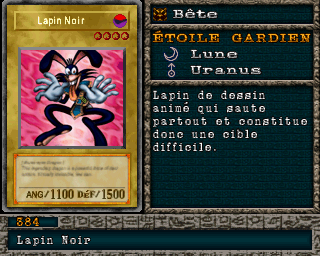 Lapin Noir
ANG/1100 DéF/1500
Bête
ÉTOILE GARDIEN
Lune
Uranus
Lapin de dessin
animé qui saute
partout et constitue
donc une cible
difficile.
384
Lapin Noir